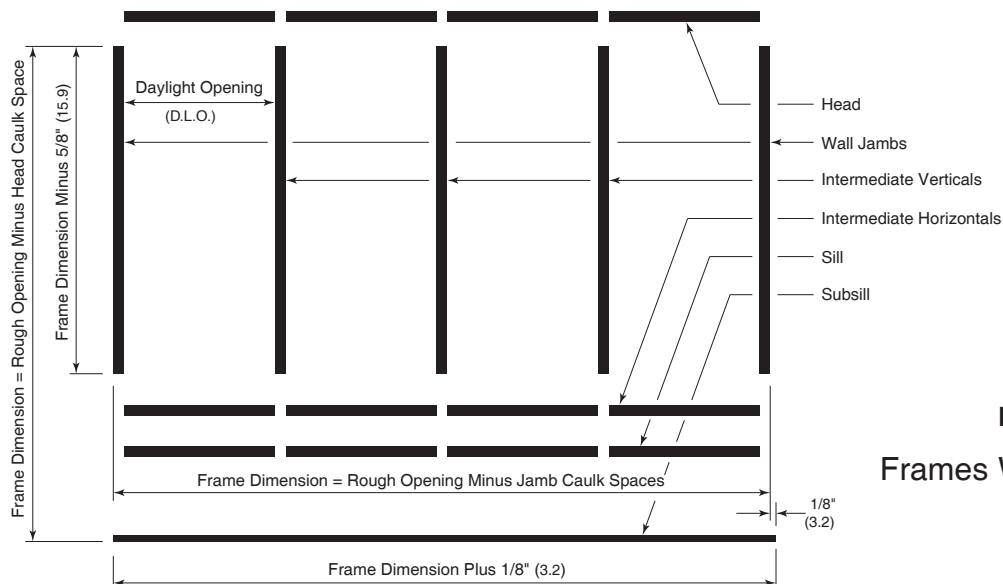 Frame Dimension = Rough Opening Minus Head Caulk Space
Frame Dimension Minus 5/8" (15.9)
Daylight Opening
(D.L.O.)
Head
Wall Jambs
Intermediate Verticals
Intermediate Horizontals
Sill
Subsill
Frame Dimension = Rough Opening Minus Jamb Caulk Spaces
Frames
1/8"
(3.2)
Frame Dimension Plus 1/8" (3.2)